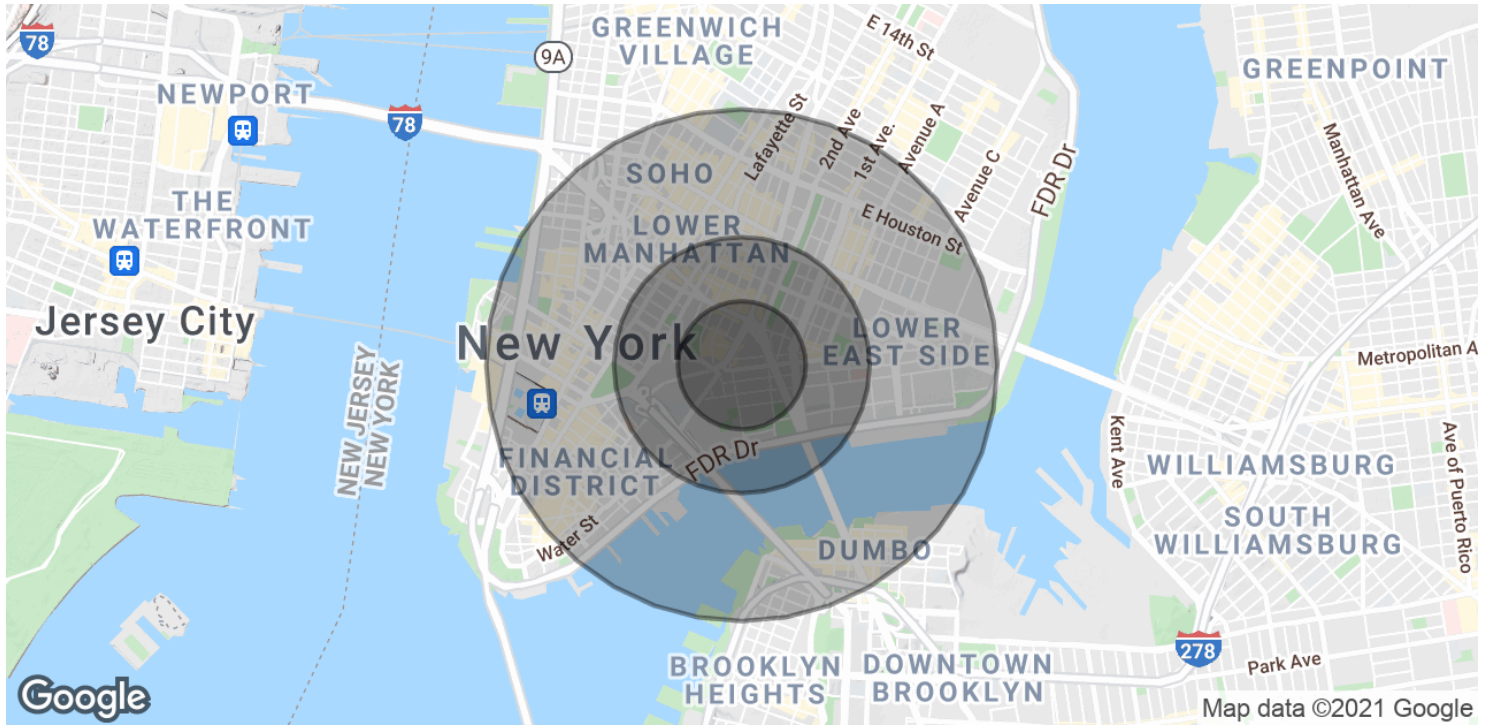 78
GREENWICH
VILLAGE
E 14th St
9A
GREENPOINT
NEWPORT
78
Lafayette St
2nd Ave
1st Ave.
Avenue A
Avenue C
FDR Dr
Manhattan Ave
SOHO
THE
WATERFRONT
LOWER
MANHATTAN
E Houston St
Jersey City
New York
LOWER
EAST SIDE
Metropolitan A
NEW JERSEY
NEW YORK
FDR Dr
FINANCIAL
DISTRICT
Kent Ave
WILLIAMSBURG
Ave of Puerto Rico
Water St
DUMBO
SOUTH
WILLIAMSBURG
278
Park Ave
BROOKLYN
HEIGHTS
DOWNTOWN
BROOKLYN
Google
Map data ©2021 Google